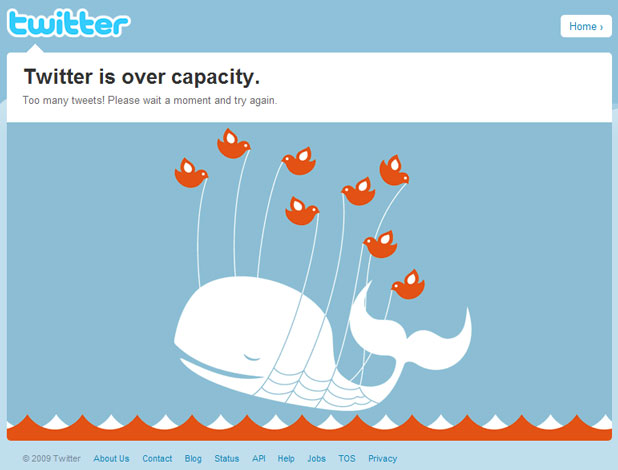 twitter
Home ›
Twitter is over capacity.
Too many tweets! Please wait a moment and try again.
© 2009 Twitter About Us Contact Blog Status API Help Jobs TOS Privacy